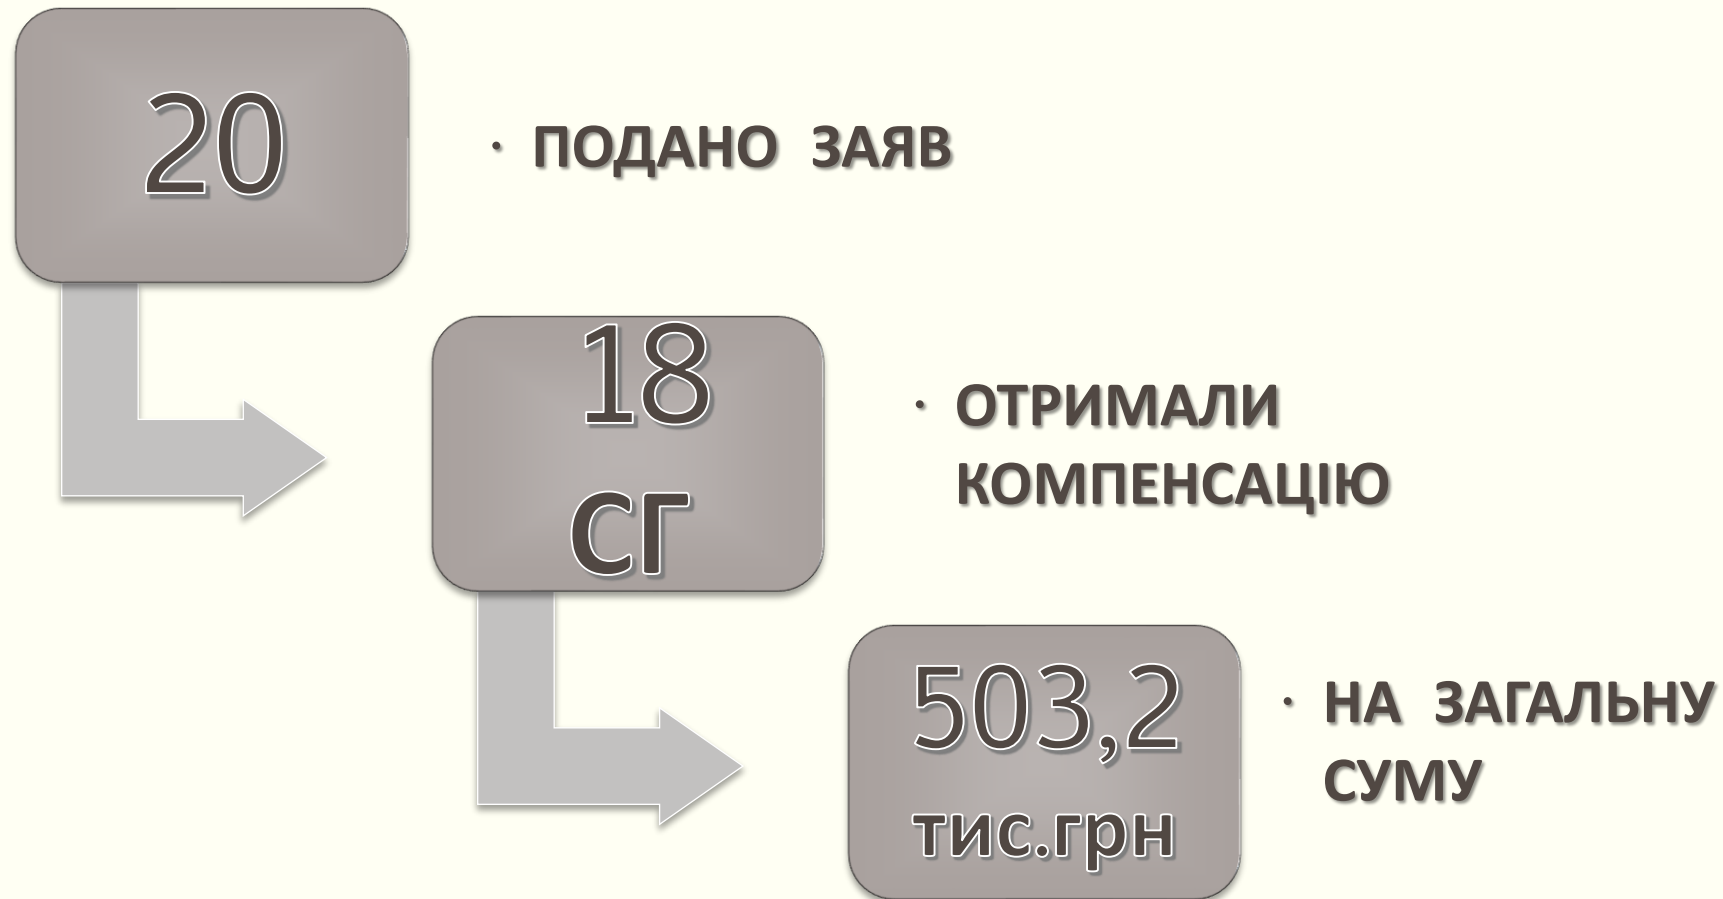 20
· ПОДАНО ЗАЯВ
18
СГ
· ОТРИМАЛИ
КОМПЕНСАЦІЮ
503,2
тис.грн
· НА ЗАГАЛЬНУ
СУМУ